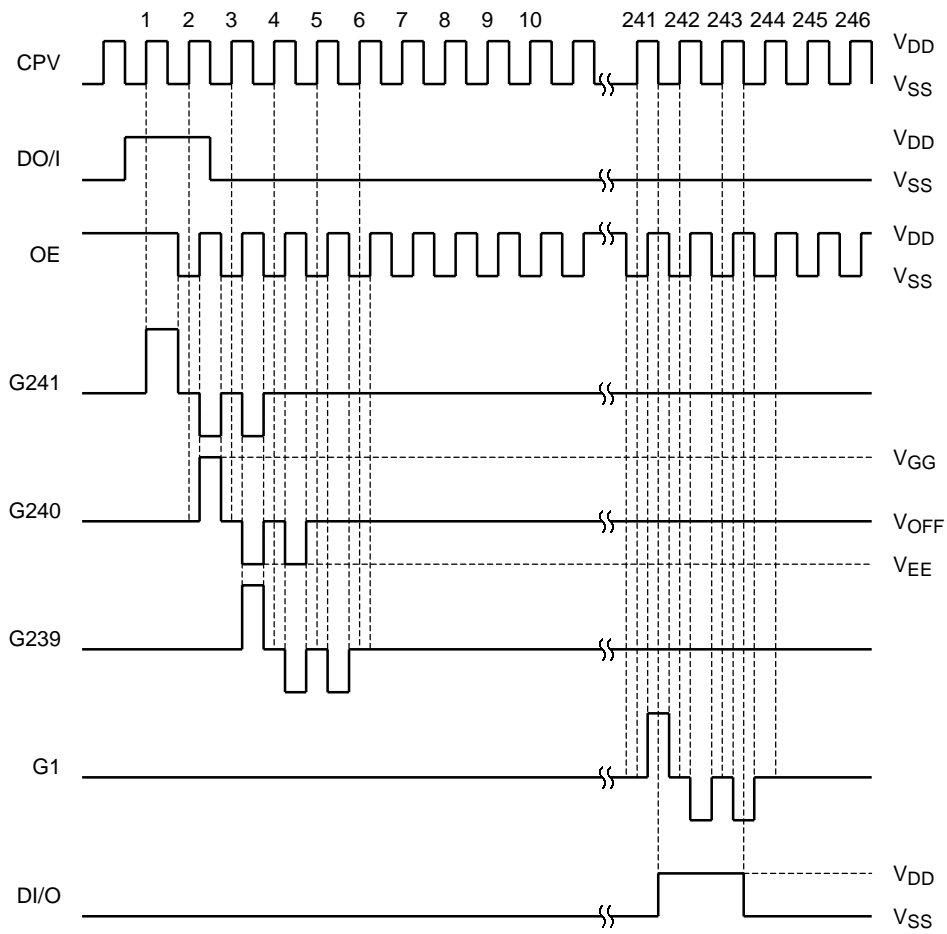 1 2 3 4 5 6 7 8 9 10 241 242 243 244 245 246
CPV VDD
VSS
DO/I VDD
VSS
OE VDD
VSS
G241
VGG
G240 VOFF
VEE
G239
G1
VDD
DI/O VSS